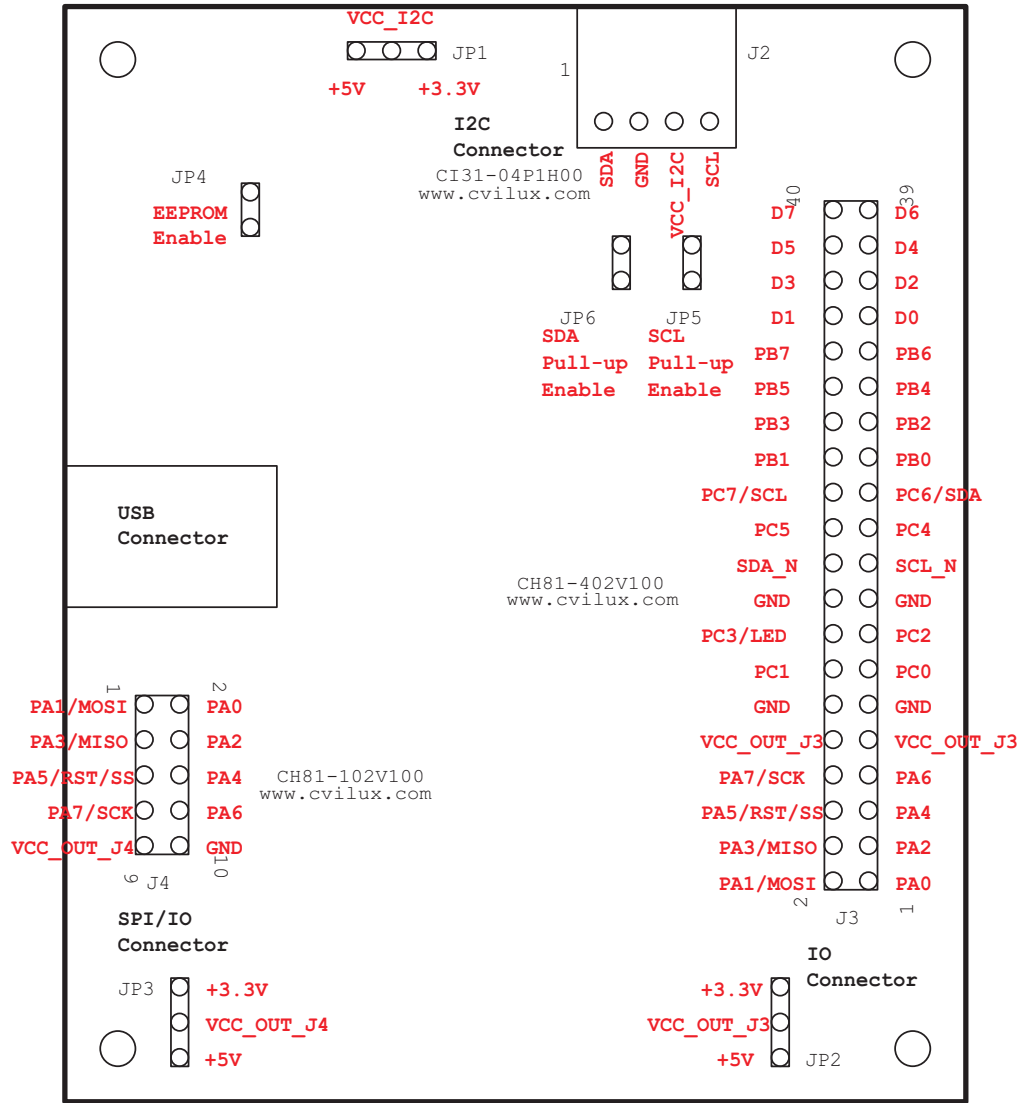 VCC_I2C
JP1
+5V +3.3V
J2
1
I2C
Connector
CI31-04P1H00
www.cvilux.com
SDA
GND
VCC_I2C
SCL
JP4
EEPROM
Enable
JP6
SDA
Pull-up
Enable
JP5
SCL
Pull-up
Enable
40 39
D7 D6
D5 D4
D3 D2
D1 D0
PB7 PB6
PB5 PB4
PB3 PB2
PB1 PB0
PC7/SCL PC6/SDA
PC5 PC4
SDA_N SCL_N
GND GND
PC3/LED PC2
PC1 PC0
GND GND
VCC_OUT_J3 VCC_OUT_J3
PA7/SCK PA6
PA5/RST/SS PA4
PA3/MISO PA2
PA1/MOSI PA0
2 1
J3
IO
Connector
USB
Connector
CH81-402V100
www.cvilux.com
1 2
PA1/MOSI PA0
PA3/MISO PA2
PA5/RST/SS PA4
PA7/SCK PA6
VCC_OUT_J4 GND
9 10
J4
CH81-102V100
www.cvilux.com
SPI/IO
Connector
JP3
+3.3V
VCC_OUT_J4
+5V
+3.3V
VCC_OUT_J3
+5V
JP2